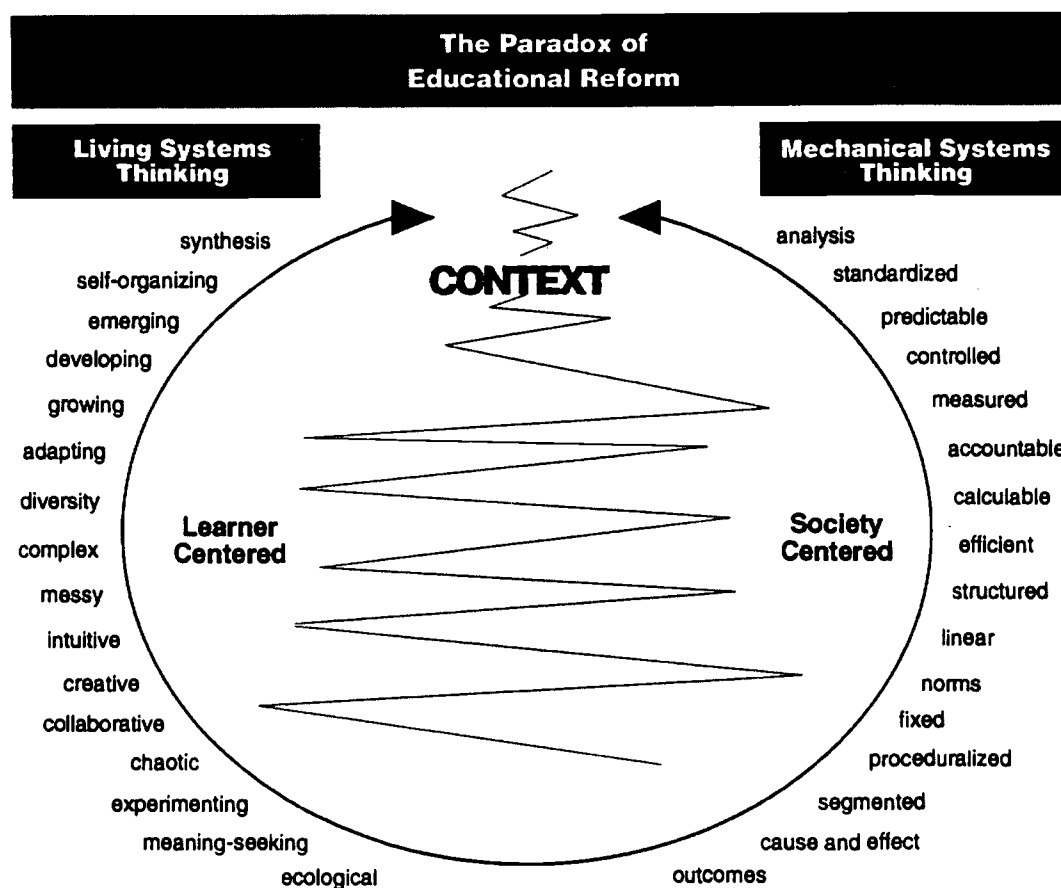 The Paradox of
Educational Reform
Living Systems
Thinking
Mechanical Systems
Thinking
synthesis
self-organizing
emerging
developing
growing
adapting
diversity
complex
messy
intuitive
creative
collaborative
chaotic
experimenting
meaning-seeking
ecological
CONTEXT
Learner
Centered
Society
Centered
analysis
standardized
predictable
controlled
measured
accountable
calculable
efficient
structured
linear
norms
fixed
proceduralized
segmented
cause and effect
outcomes